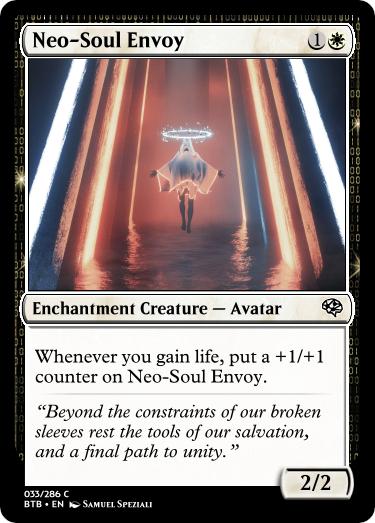 Neo-Soul Envoy 1
Enchantment Creature — Avatar
Whenever you gain life, put a +1/+1
counter on Neo-Soul Envoy.
“Beyond the constraints of our broken
sleeves rest the tools of our salvation,
and a final path to unity.”
2/2
033/286 C
BTB • EN Samuel Speziali